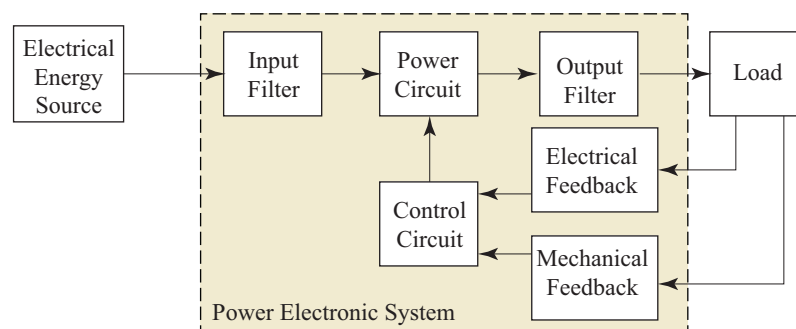 Electrical
Energy
Source
Input
Filter
Power
Circuit
Output
Filter
Load
Electrical
Feedback
Control
Circuit
Mechanical
Feedback
Power Electronic System